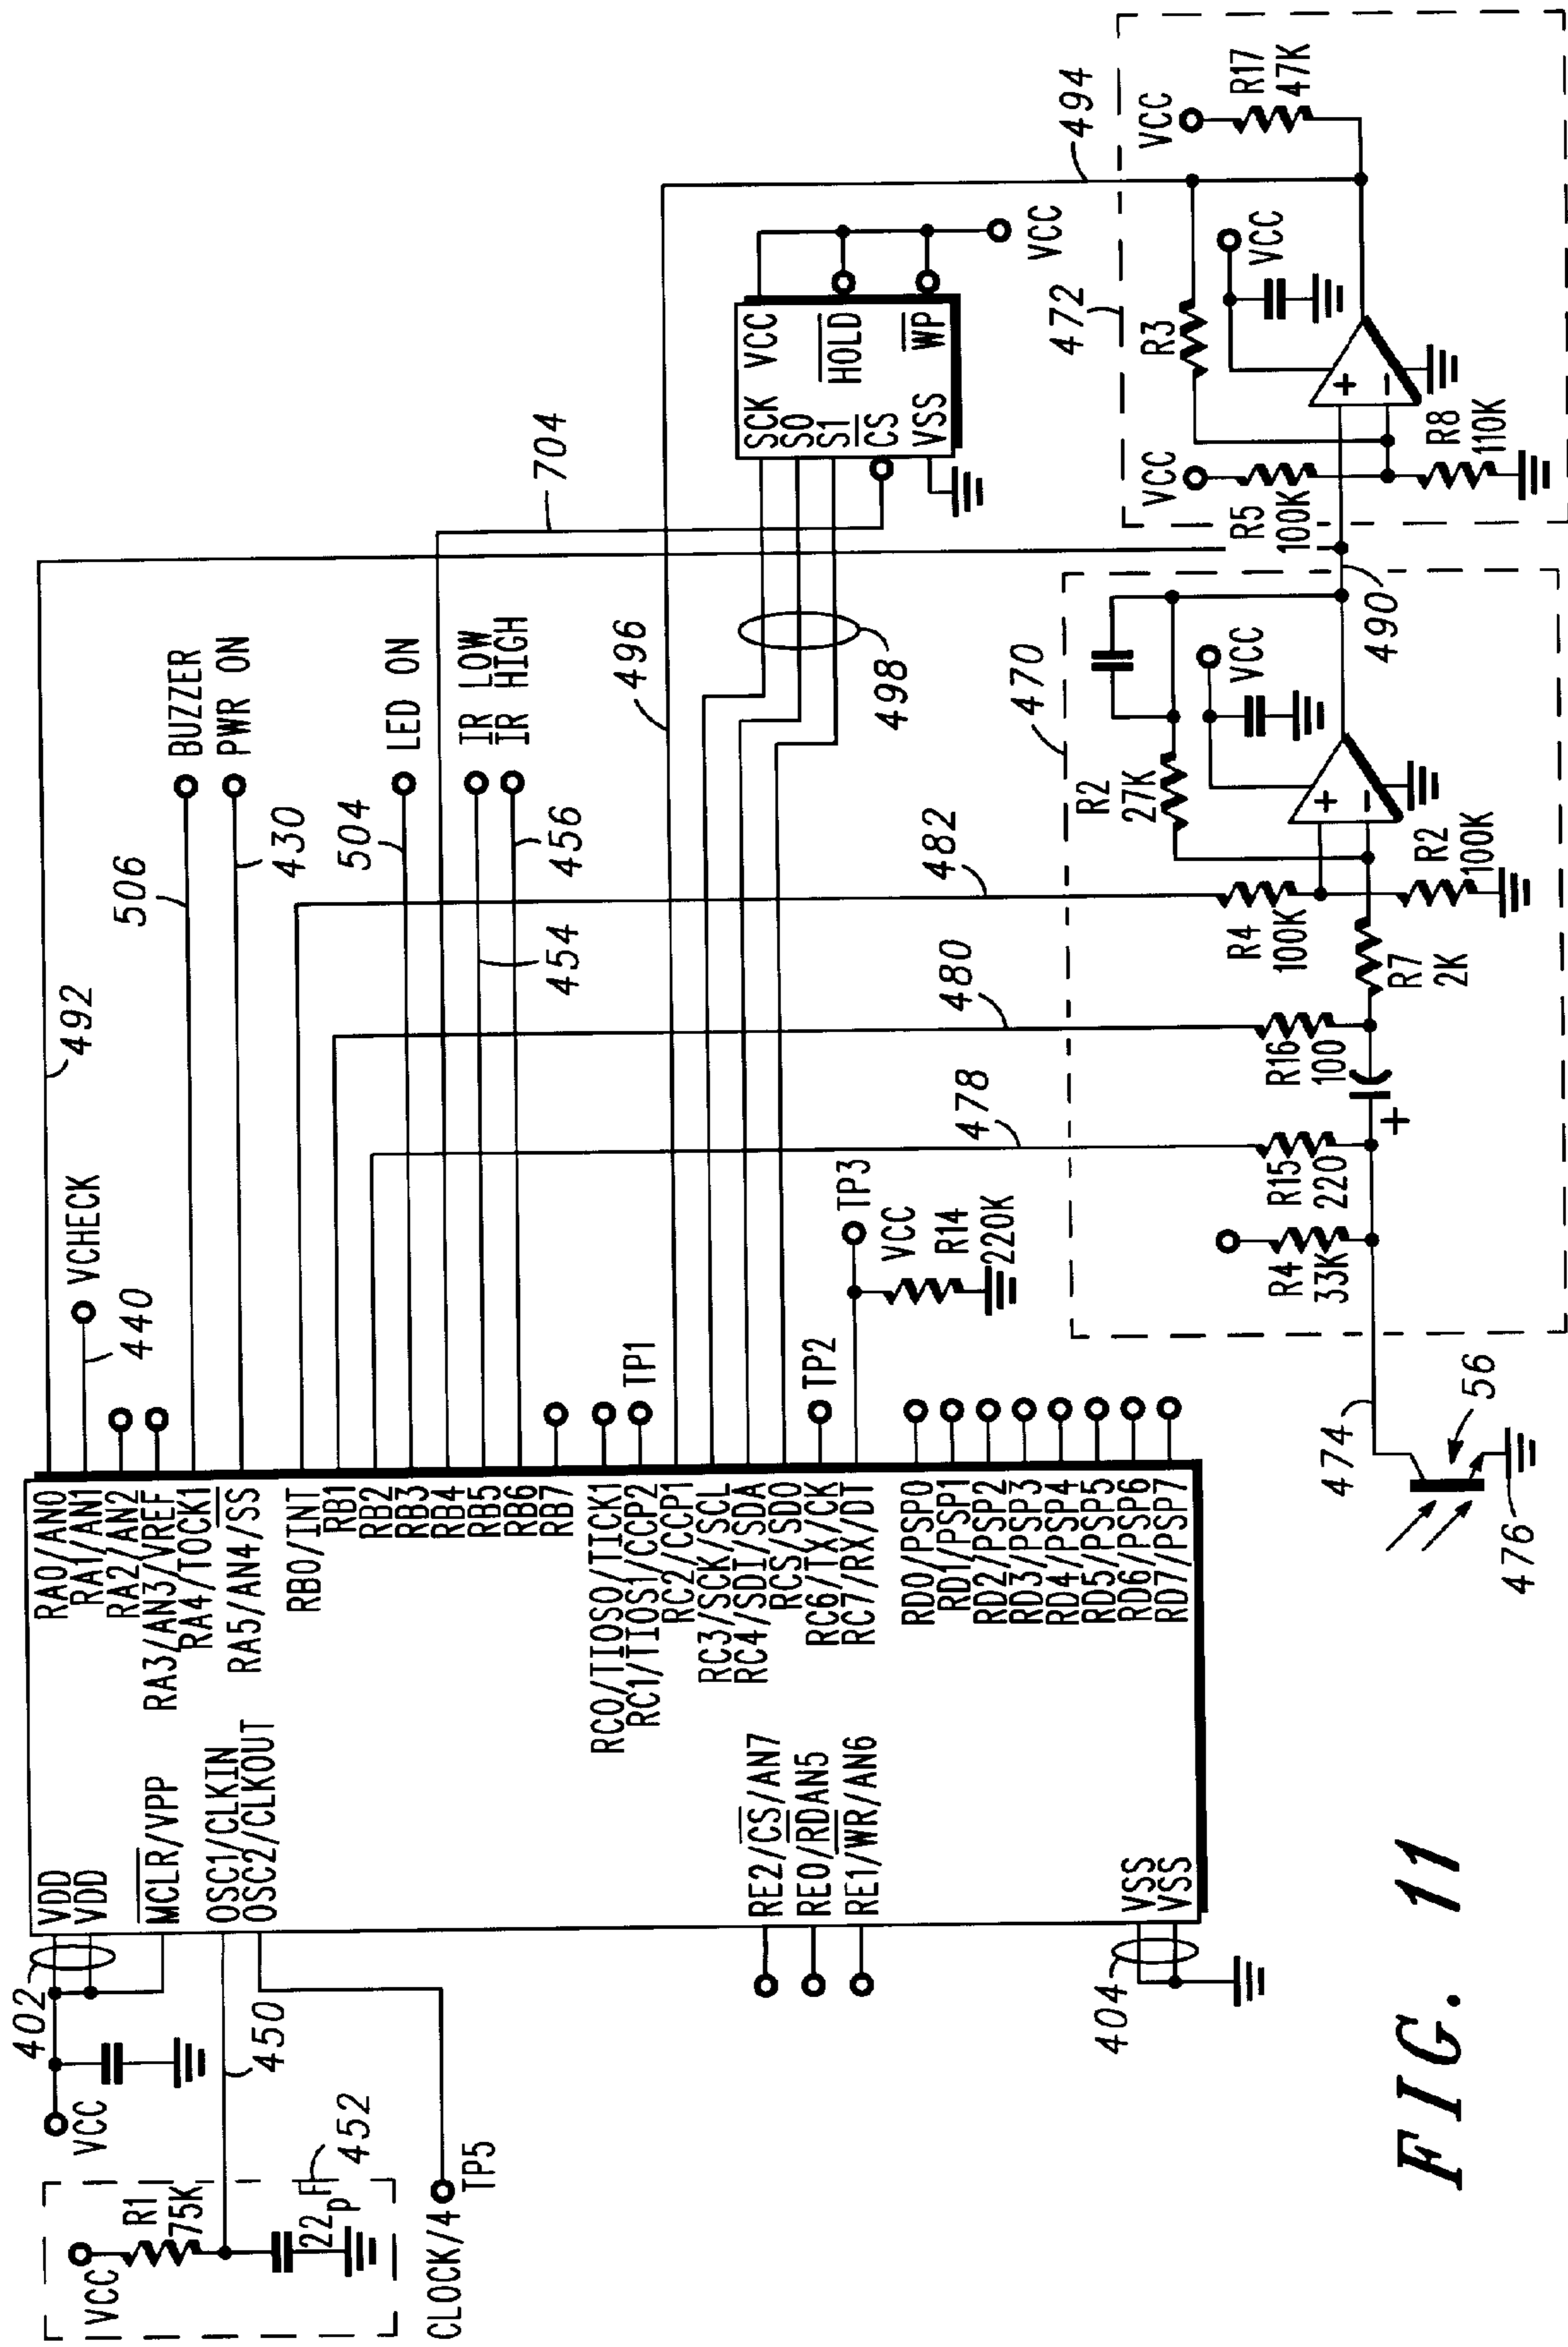 VCC
R1
75K
22pF
452
CLOCK/4
TP5
VCC
402
450
VDD
VDD
MCLR/VPP
OSC1/CLKIN
OSC2/CLKOUT
RE2/CS/AN7
RE0/RDAN5
RE1/WR/AN6
VSS
VSS
404
RA0/AN0
RA1/AN1
RA2/AN2
RA3/AN3/VREF
RA4/TOCK1
RA5/AN4/SS
RB0/INT
RB1
RB2
RB3
RB4
RB5
RB6
RB7
RC0/TIOSO/TICK1
RC1/TIOS1/CCP2
RC2/CCP1
RC3/SCK/SCL
RC4/SDI/SDA
RCS/SDO
RC6/TX/CK
RC7/RX/DT
RD0/PSP0
RD1/PSP1
RD2/PSP2
RD3/PSP3
RD4/PSP4
RD5/PSP5
RD6/PSP6
RD7/PSP7
492
VCHECK
440
506
BUZZER
PWR ON
430
504
LED ON
IR LOW
IR HIGH
454
456
TP1
TP2
TP3
VCC
R14
220K
496
498
704
SCK
SO
S1
CS
VSS
VCC
HOLD
WP
VCC
494
478
480
482
470
R4
33K
R15
220
R16
100
+
R7
2K
R4
100K
R2
100K
R2
27K
+
−
VCC
490
472
VCC
R5
100K
R8
110K
R3
+
−
VCC
VCC
R17
47K
474
56
476
FIG. 11